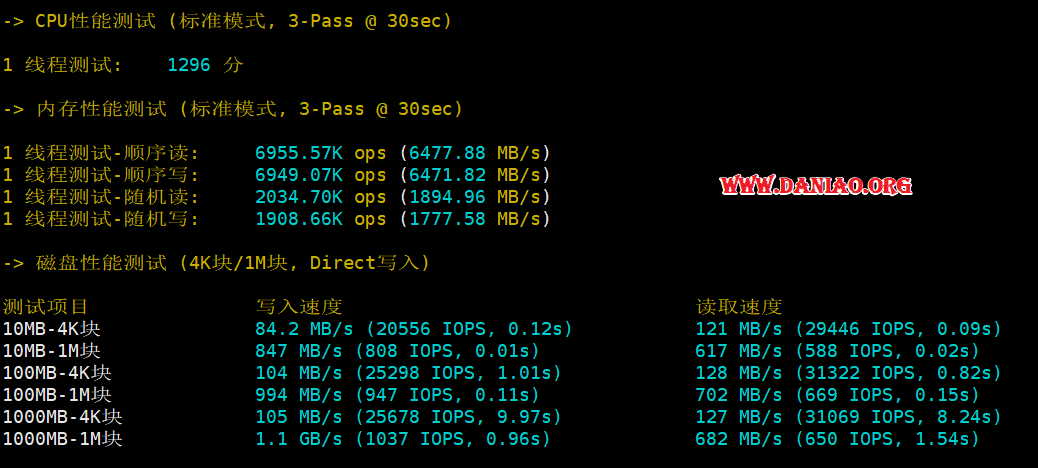 -> CPU性能测试 (标准模式, 3-Pass @ 30sec)
1 线程测试: 1296 分
-> 内存性能测试 (标准模式, 3-Pass @ 30sec)
1 线程测试-顺序读: 6955.57K ops (6477.88 MB/s)
1 线程测试-顺序写: 6949.07K ops (6471.82 MB/s)
WWW.DANIAO.ORG
1 线程测试-随机读: 2034.70K ops (1894.96 MB/s)
1 线程测试-随机写: 1908.66K ops (1777.58 MB/s)
-> 磁盘性能测试 (4K块/1M块, Direct写入)
测试项目 写入速度 读取速度
10MB-4K块 84.2 MB/s (20556 IOPS, 0.12s) 121 MB/s (29446 IOPS, 0.09s)
10MB-1M块 847 MB/s (808 IOPS, 0.01s) 617 MB/s (588 IOPS, 0.02s)
100MB-4K块 104 MB/s (25298 IOPS, 1.01s) 128 MB/s (31322 IOPS, 0.82s)
100MB-1M块 994 MB/s (947 IOPS, 0.11s) 702 MB/s (669 IOPS, 0.15s)
1000MB-4K块 105 MB/s (25678 IOPS, 9.97s) 127 MB/s (31069 IOPS, 8.24s)
1000MB-1M块 1.1 GB/s (1037 IOPS, 0.96s) 682 MB/s (650 IOPS, 1.54s)